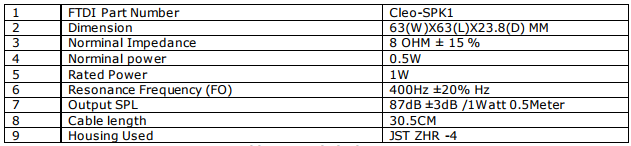 1 FTDI Part Number Cleo-SPK1
2 Dimension 63(W)X63(L)X23.8(D) MM
3 Norminal Impedance 8 OHM ± 15 %
4 Norminal power 0.5W
5 Rated Power 1W
6 Resonance Frequency (FO) 400Hz ±20% Hz
7 Output SPL 87dB ±3dB /1Watt 0.5Meter
8 Cable length 30.5CM
9 Housing Used JST ZHR -4